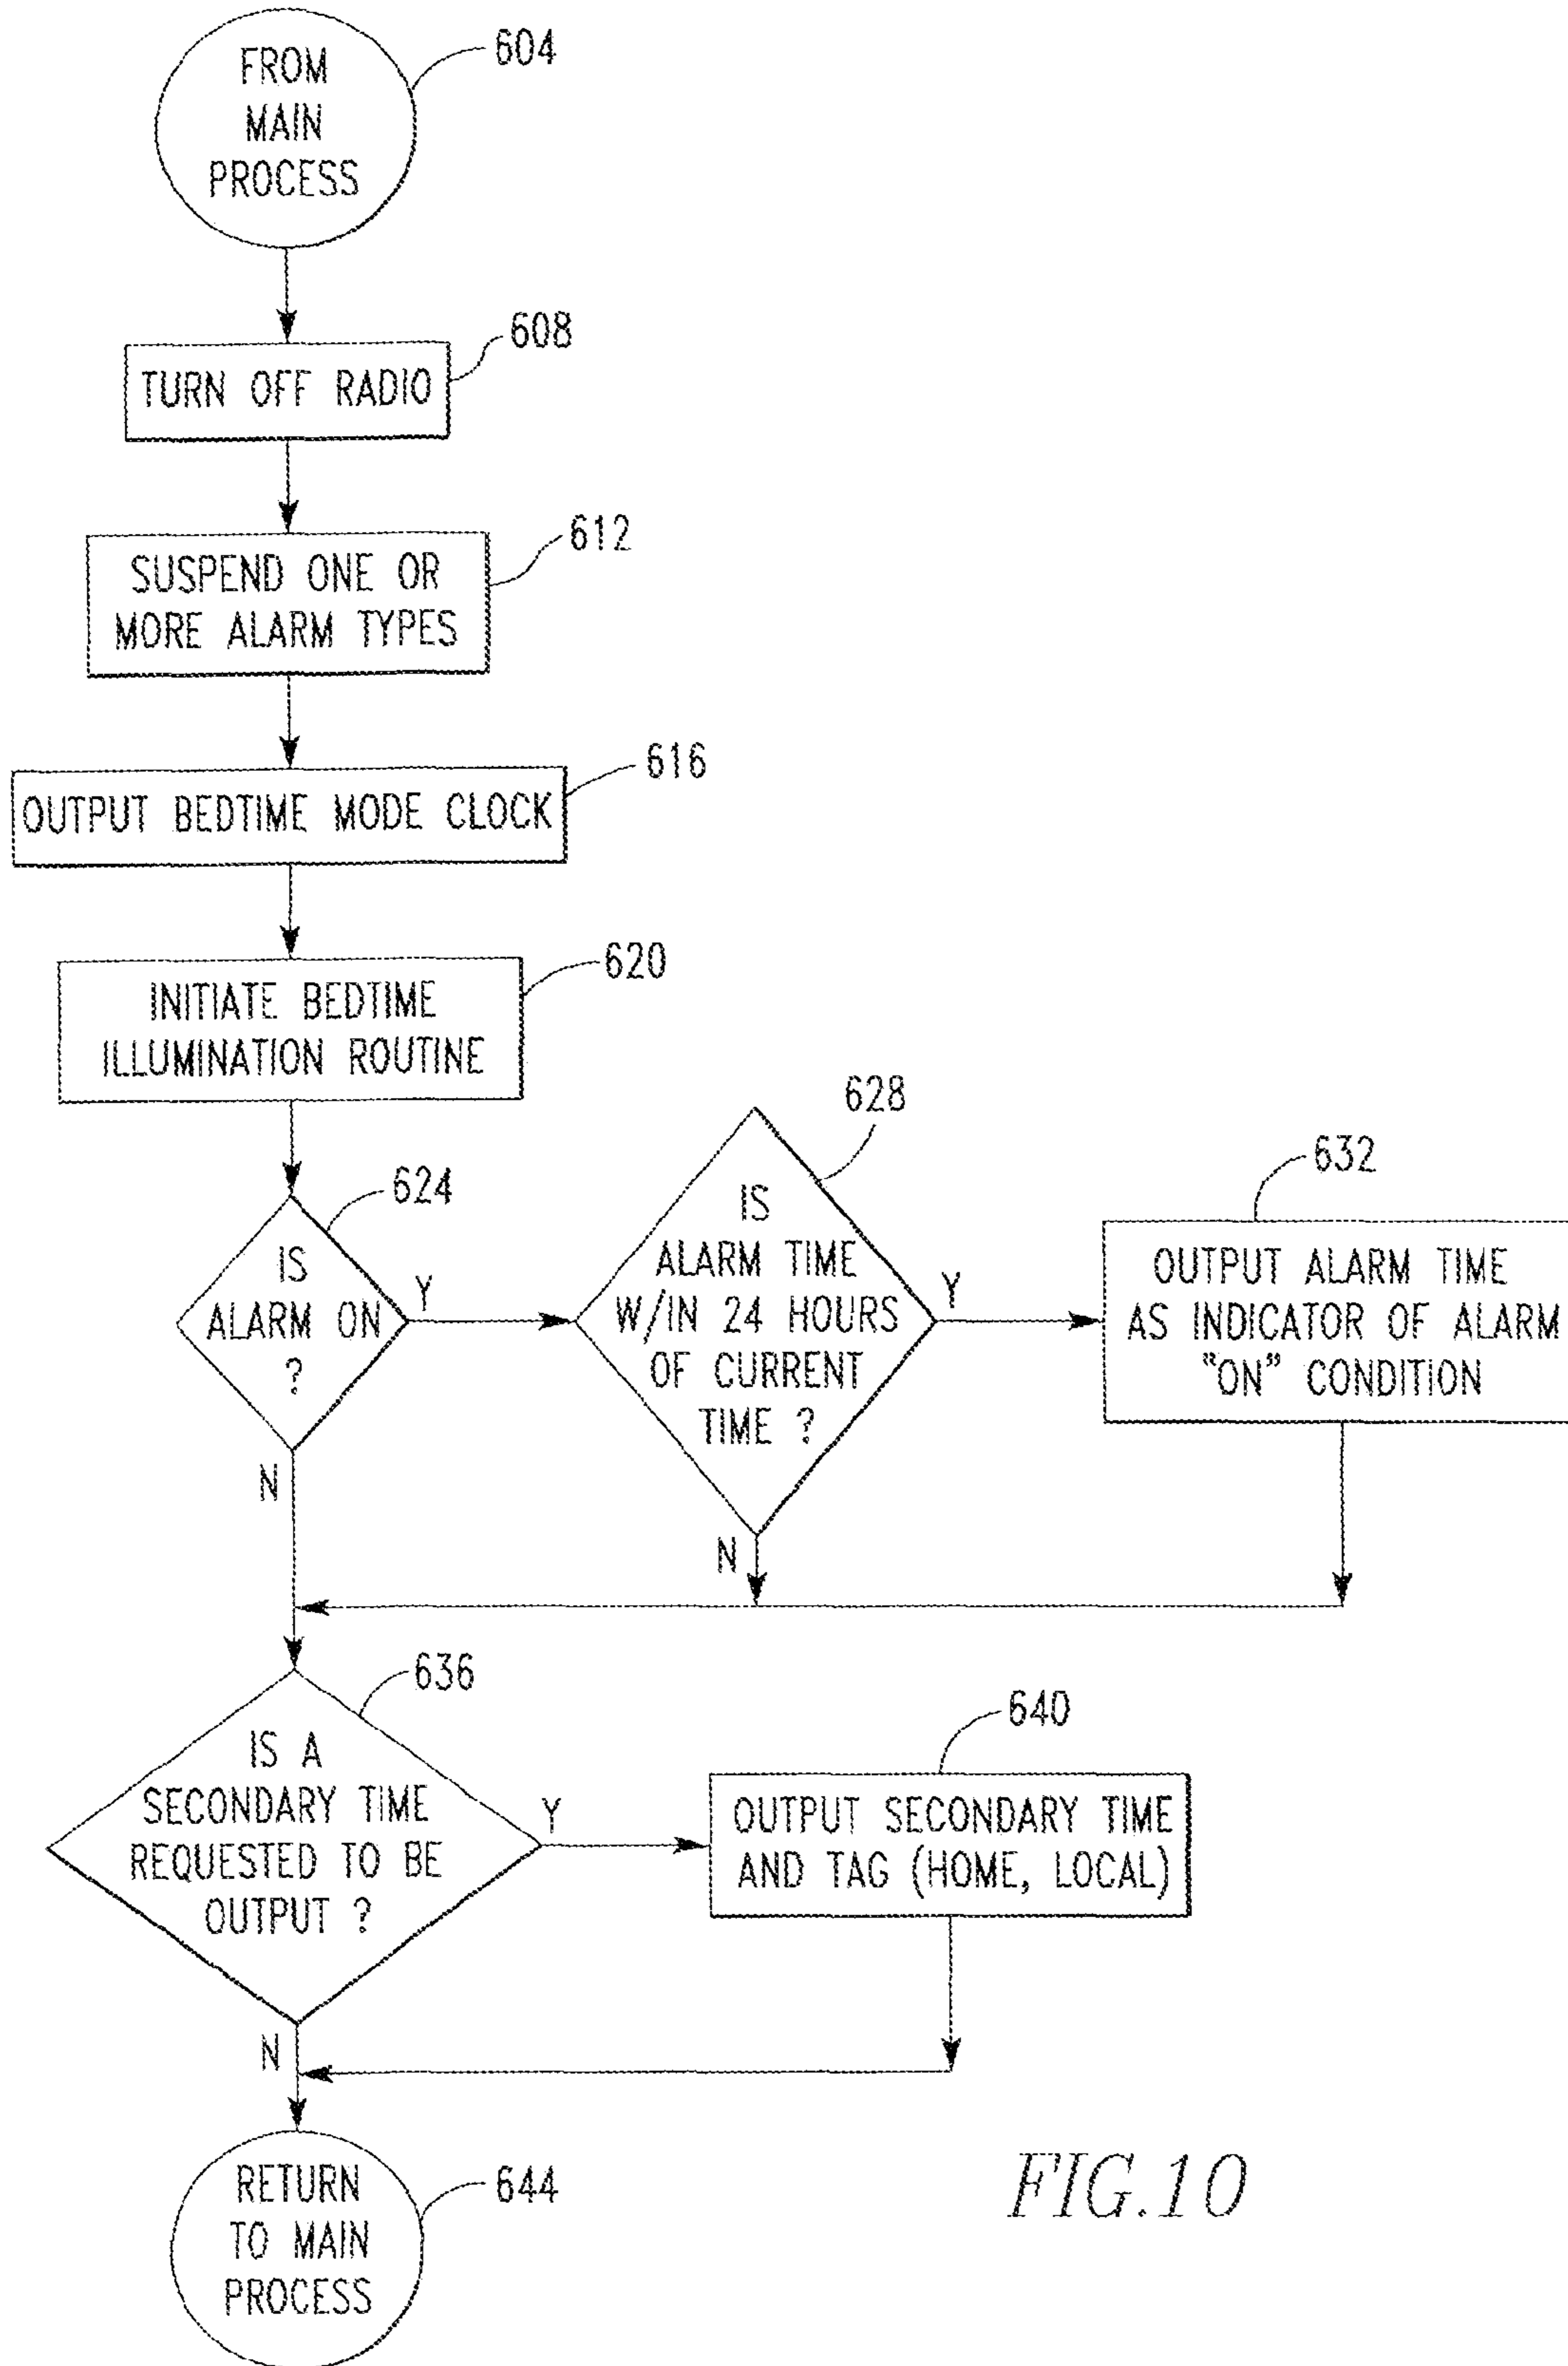 FROM
MAIN
PROCESS
604
TURN OFF RADIO
608
SUSPEND ONE OR
MORE ALARM TYPES
612
OUTPUT BEDTIME MODE CLOCK
616
INITIATE BEDTIME
ILLUMINATION ROUTINE
620
IS
ALARM ON
?
624
Y
N
IS
ALARM TIME
W/IN 24 HOURS
OF CURRENT
TIME ?
628
Y
N
OUTPUT ALARM TIME
AS INDICATOR OF ALARM
"ON" CONDITION
632
IS A
SECONDARY TIME
REQUESTED TO BE
OUTPUT ?
636
Y
N
OUTPUT SECONDARY TIME
AND TAG (HOME, LOCAL)
640
RETURN
TO MAIN
PROCESS
644
FIG.10